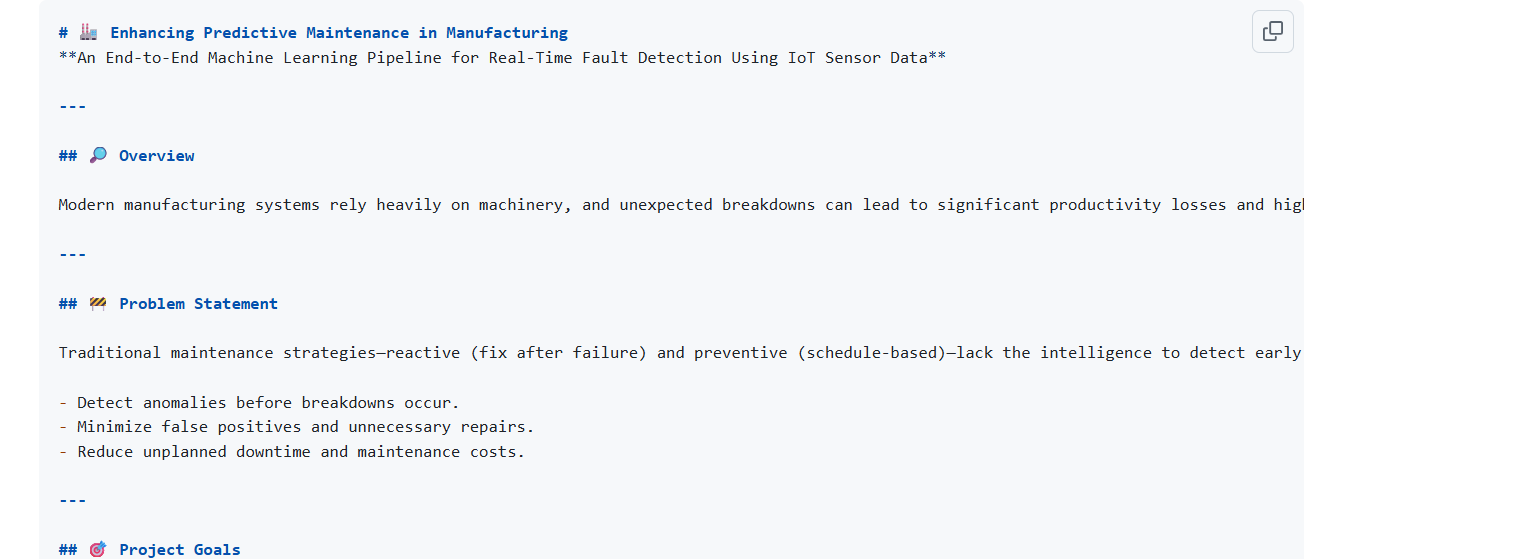 # 🏭 Enhancing Predictive Maintenance in Manufacturing
**An End-to-End Machine Learning Pipeline for Real-Time Fault Detection Using IoT Sensor Data**
---
## 🔎 Overview
Modern manufacturing systems rely heavily on machinery, and unexpected breakdowns can lead to significant productivity losses and
---
## 🚧 Problem Statement
Traditional maintenance strategies—reactive (fix after failure) and preventive (schedule-based)—lack the intelligence to detect early
- Detect anomalies before breakdowns occur.
- Minimize false positives and unnecessary repairs.
- Reduce unplanned downtime and maintenance costs.
---
## 🎯 Project Goals